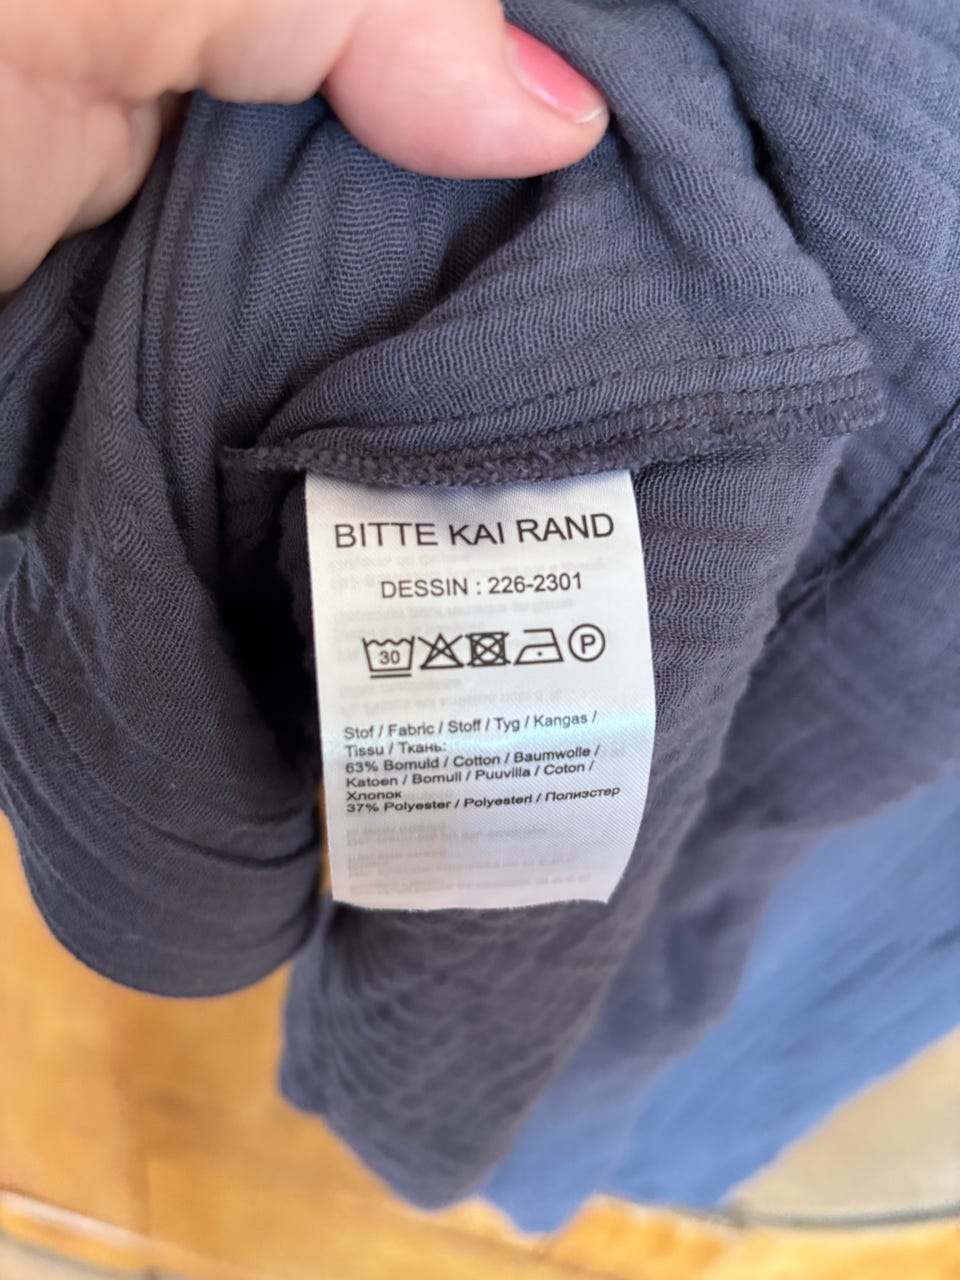 BITTE KAI RAND
DESSIN : 226-2301
30 P
Stof / Fabric / Stoff / Tyg / Kangas /
Tissu / Ткань:
63% Bomuld / Cotton / Baumwolle /
Katoen / Bomull / Puuvilla / Coton /
Хлопок
37% Polyester / Polyesteri / Полиэстер